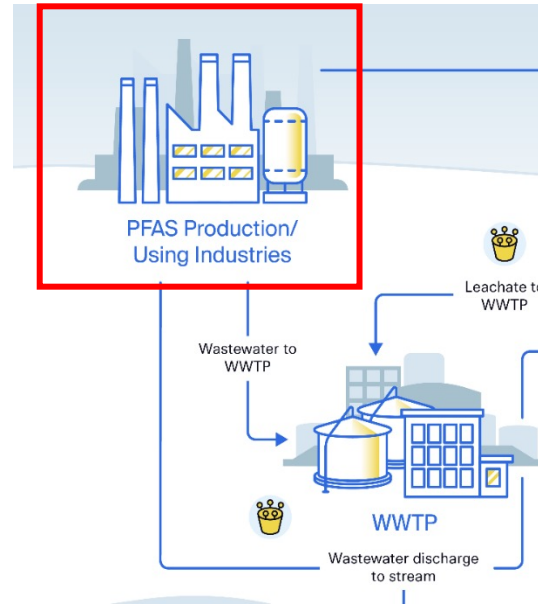 PFAS Production/
Using Industries
Leachate to
WWTP
Wastewater to
WWTP
WWTP
Wastewater discharge
to stream